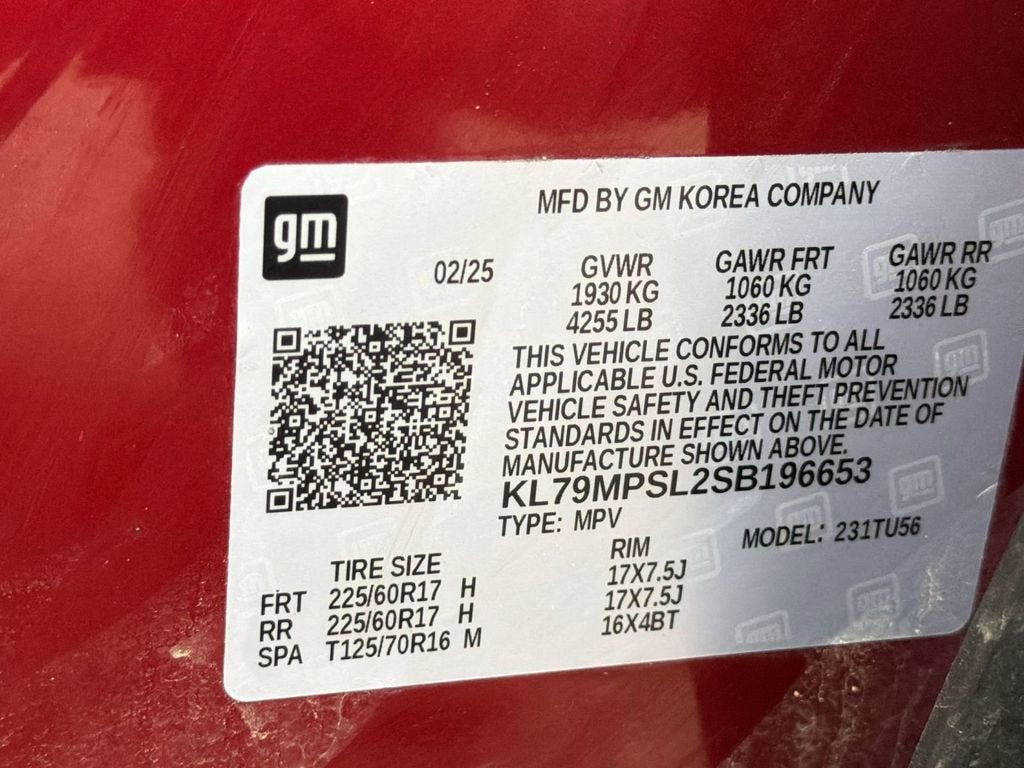 gm
MFD BY GM KOREA COMPANY
02/25
GVWR GAWR FRT GAWR RR
1930 KG 1060 KG 1060 KG
4255 LB 2336 LB 2336 LB
THIS VEHICLE CONFORMS TO ALL
APPLICABLE U.S. FEDERAL MOTOR
VEHICLE SAFETY AND THEFT PREVENTION
STANDARDS IN EFFECT ON THE DATE OF
MANUFACTURE SHOWN ABOVE.
KL79MPSL2SB196653
TYPE: MPV MODEL: 231TU56
TIRE SIZE RIM
FRT 225/60R17 H 17X7.5J
RR 225/60R17 H 17X7.5J
SPA T125/70R16 M 16X4BT